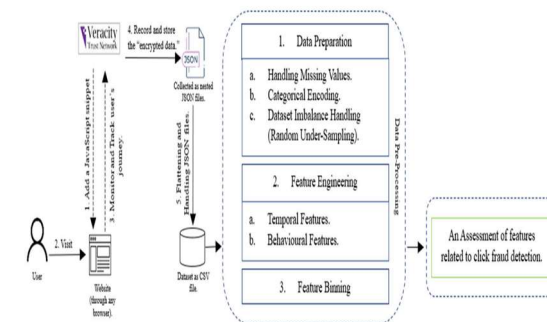 Veracity
Trust Network
4. Record and store
the "encrypted data."
JSON
Collected as nested
JSON files.
1. Add a JavaScript snippet
3. Monitor and Track user's
journey.
5. Flattening and
Handling JSON files.
2. Visit
User
Website
(through any
browser).
Dataset as CSV
file.
1. Data Preparation
a. Handling Missing Values.
b. Categorical Encoding.
c. Dataset Imbalance Handling
(Random Under-Sampling).
2. Feature Engineering
a. Temporal Features.
b. Behavioural Features.
3. Feature Binning
Data Pre-Processing
An Assessment of features
related to click fraud detection.